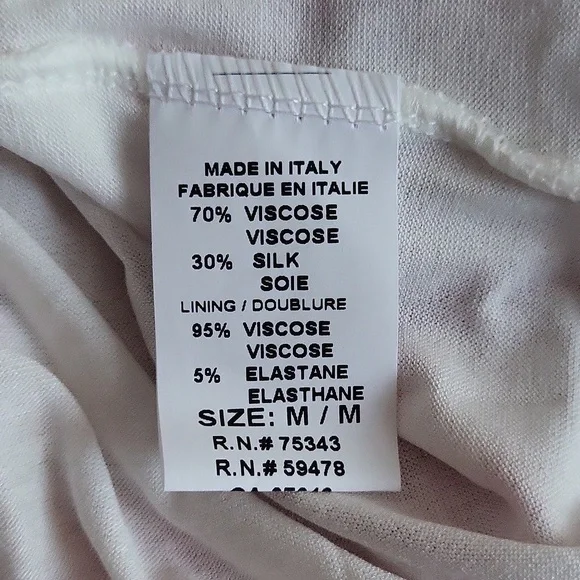 MADE IN ITALY
FABRIQUE EN ITALIE
70% VISCOSE
VISCOSE
30% SILK
SOIE
LINING / DOUBLURE
95% VISCOSE
VISCOSE
5% ELASTANE
ELASTHANE
SIZE: M / M
R.N.# 75343
R.N.# 59478